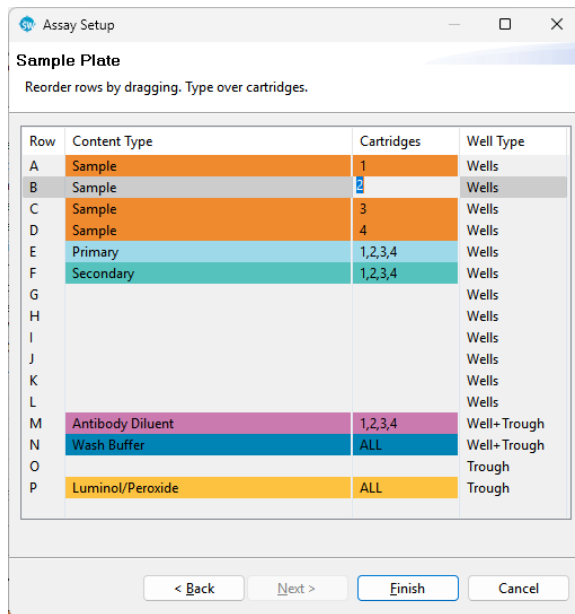 SW Assay Setup
Sample Plate
Reorder rows by dragging. Type over cartridges.
Row Content Type Cartridges Well Type
A Sample 1 Wells
B Sample 2 Wells
C Sample 3 Wells
D Sample 4 Wells
E Primary 1,2,3,4 Wells
F Secondary 1,2,3,4 Wells
G Wells
H Wells
I Wells
J Wells
K Wells
L Wells
M Antibody Diluent 1,2,3,4 Well+Trough
N Wash Buffer ALL Well+Trough
O Trough
P Luminol/Peroxide ALL Trough
< Back Next > Finish Cancel